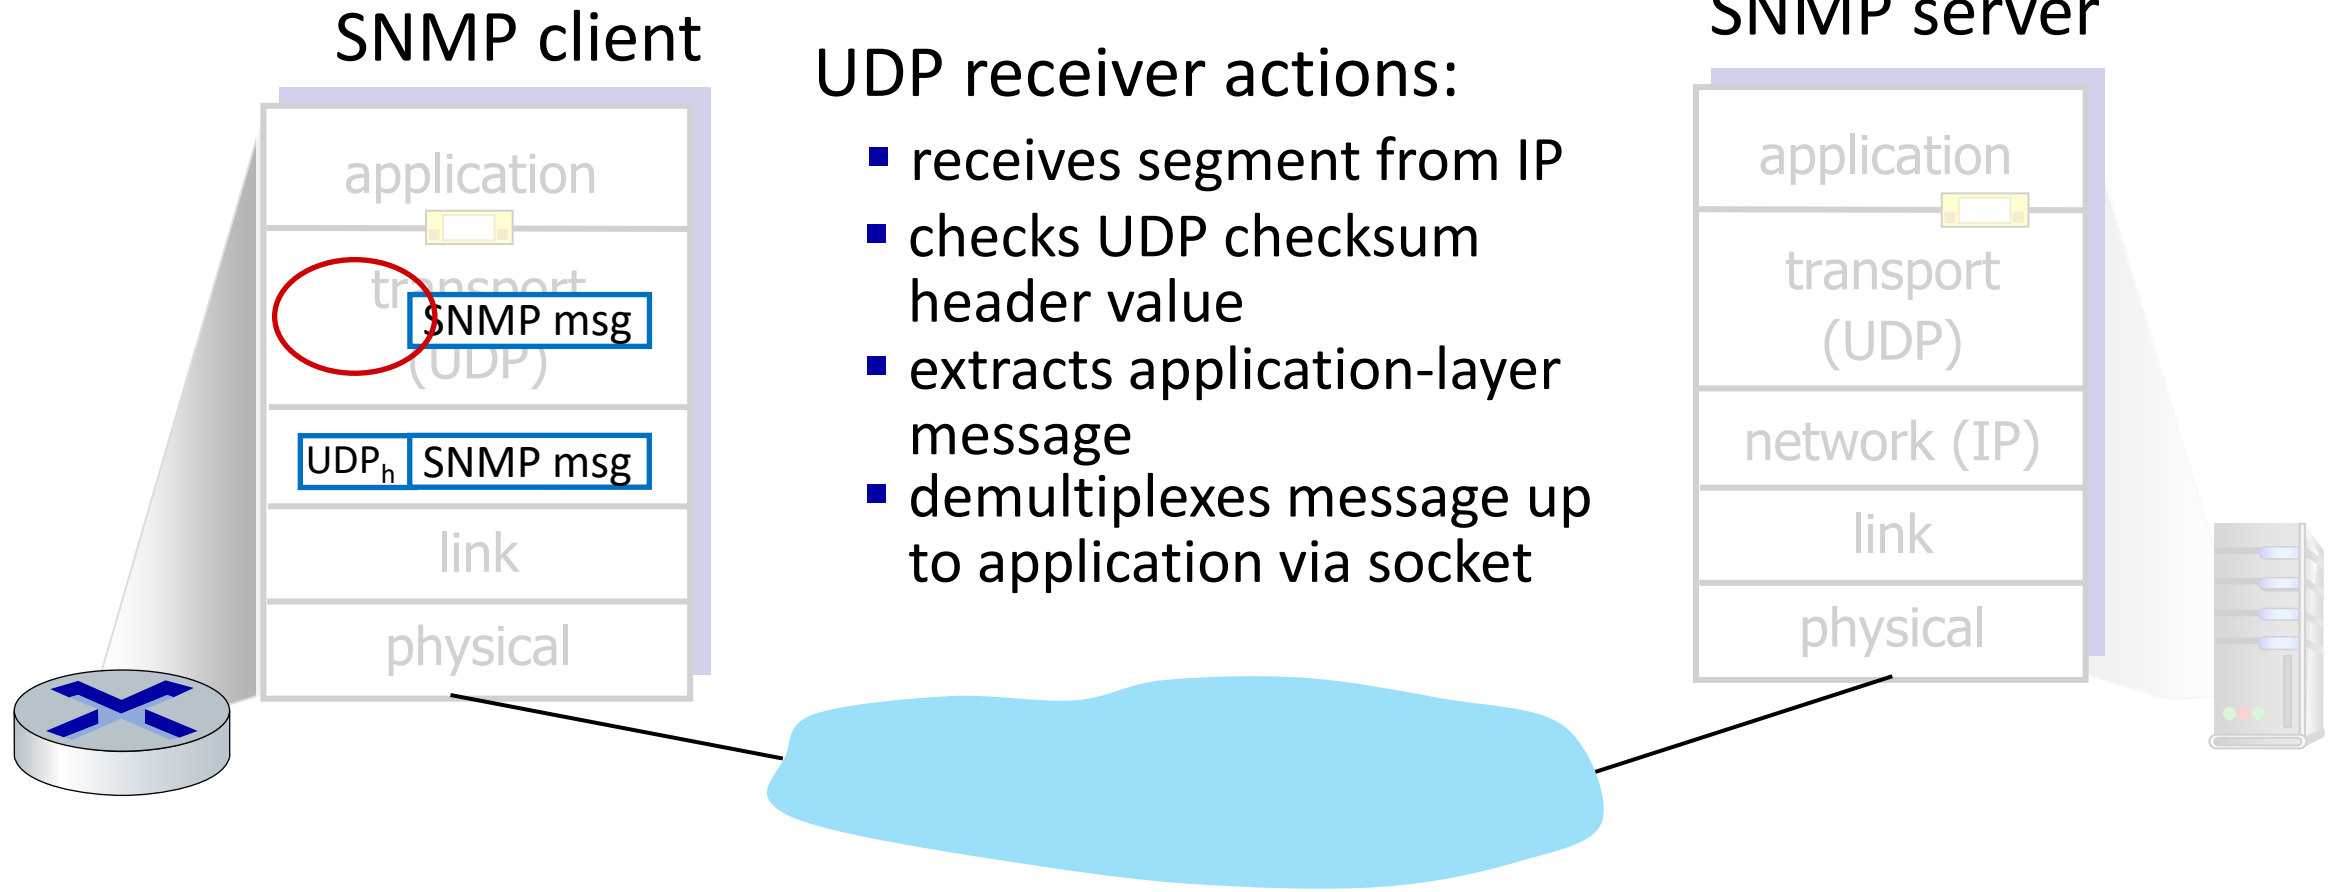 SNMP client
SNMP server
UDP receiver actions:
receives segment from IP
checks UDP checksum
header value
extracts application-layer
message
demultiplexes message up
to application via socket
application
transport
SNMP msg
(UDP)
UDPh SNMP msg
link
physical
application
transport
(UDP)
network (IP)
link
physical